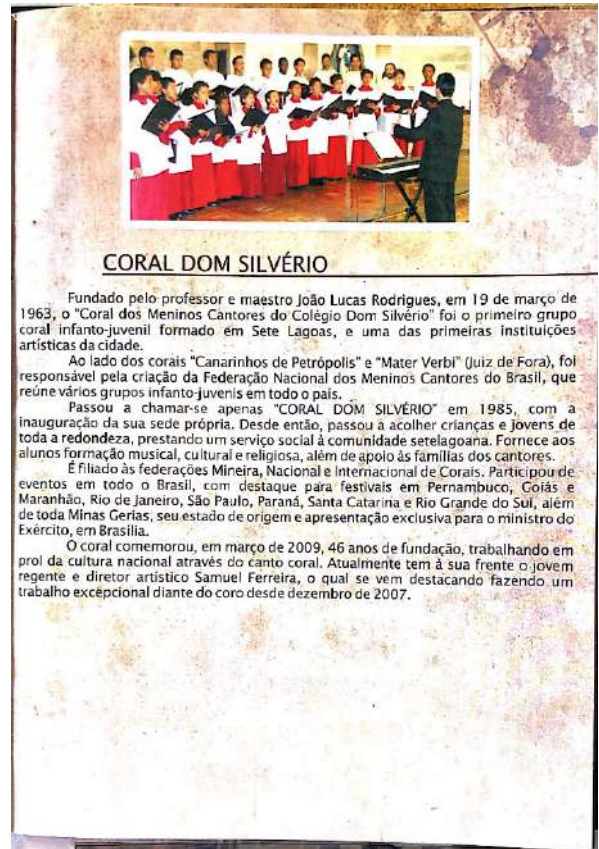 CORAL DOM SILVÉRIO
Fundado pelo professor e maestro João Lucas Rodrigues, em 19 de março de
1963, o "Coral dos Meninos Cantores do Colégio Dom Silvério" foi o primeiro grupo
coral infanto-juvenil formado em Sete Lagoas, e uma das primeiras instituições
artísticas da cidade.
Ao lado dos corais "Canarinhos de Petrópolis" e "Mater Verbi" (Juiz de Fora), foi
responsável pela criação da Federação Nacional dos Meninos Cantores do Brasil, que
reúne vários grupos infanto-juvenis em todo o país.
Passou a chamar-se apenas "CORAL DOM SILVÉRIO" em 1985, com a
inauguração da sua sede própria. Desde então, passou a acolher crianças e jovens de
toda a redondeza, prestando um serviço social à comunidade setelagoana. Fornece aos
alunos formação musical, cultural e religiosa, além de apoio às famílias dos cantores.
É filiado às federações Mineira, Nacional e Internacional de Corais. Participou de
eventos em todo o Brasil, com destaque para festivais em Pernambuco, Goiás e
Maranhão, Rio de Janeiro, São Paulo, Paraná, Santa Catarina e Rio Grande do Sul, além
de toda Minas Gerias, seu estado de origem e apresentação exclusiva para o ministro do
Exército, em Brasília.
O coral comemorou, em março de 2009, 46 anos de fundação, trabalhando em
prol da cultura nacional através do canto coral. Atualmente tem à sua frente o jovem
regente e diretor artístico Samuel Ferreira, o qual se vem destacando fazendo um
trabalho excepcional diante do coro desde dezembro de 2007.